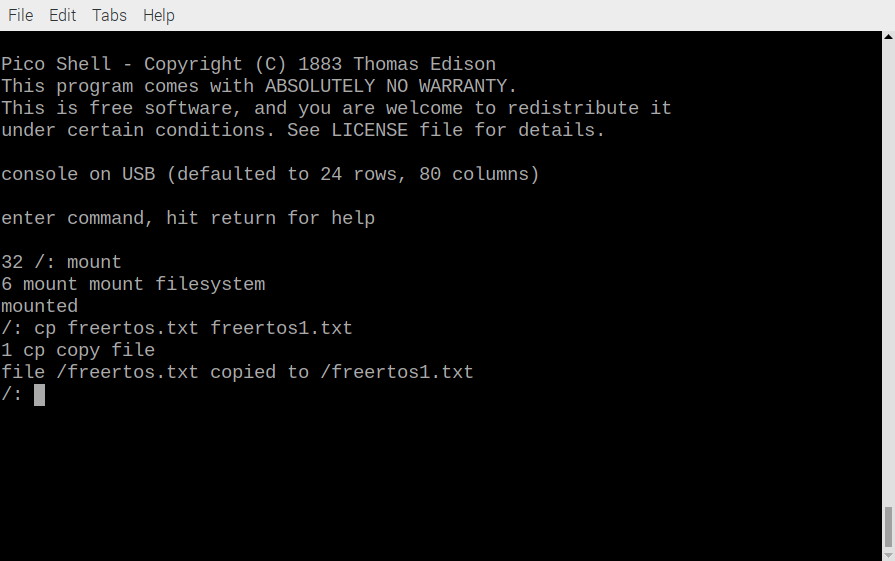 File Edit Tabs Help
Pico Shell - Copyright (C) 1883 Thomas Edison
This program comes with ABSOLUTELY NO WARRANTY.
This is free software, and you are welcome to redistribute it
under certain conditions. See LICENSE file for details.
console on USB (defaulted to 24 rows, 80 columns)
enter command, hit return for help
32 /: mount
6 mount mount filesystem
mounted
/: cp freertos.txt freertos1.txt
1 cp copy file
file /freertos.txt copied to /freertos1.txt
/: